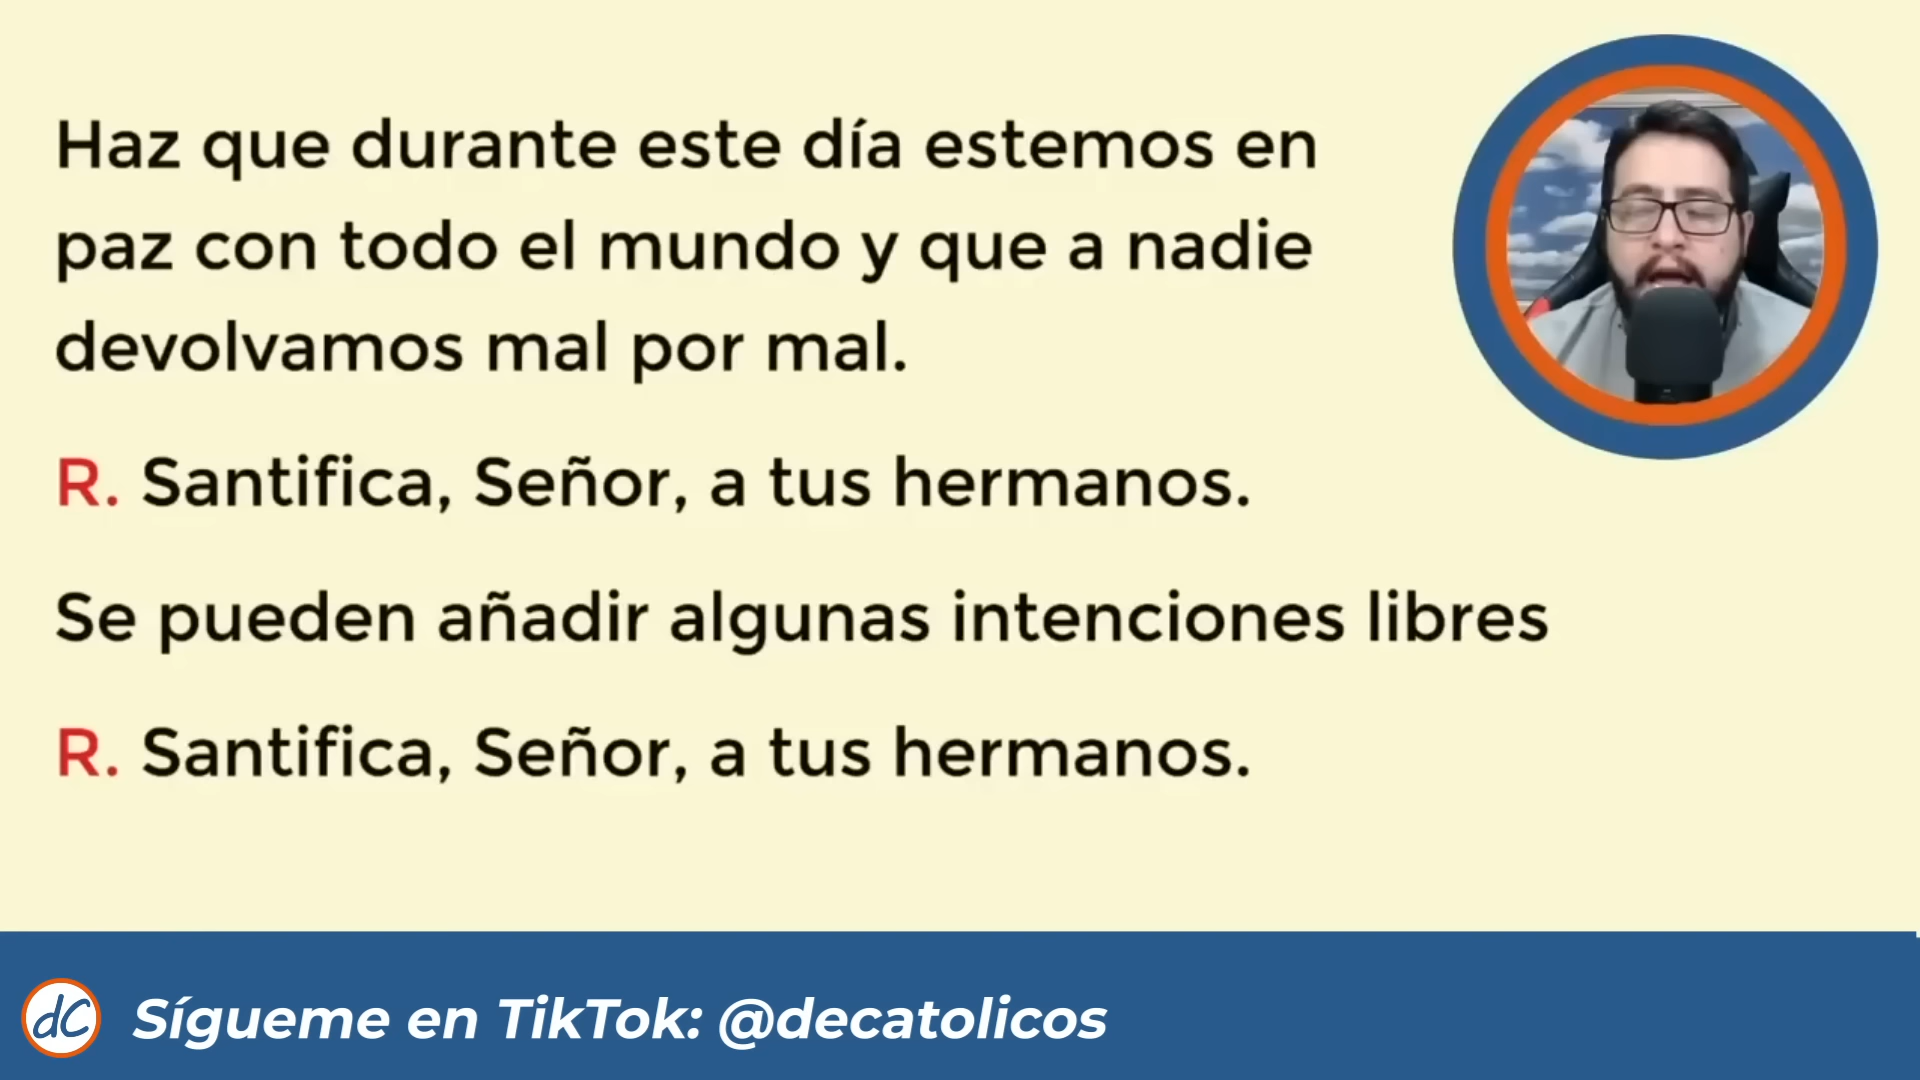 Haz que durante este día estemos en
paz con todo el mundo y que a nadie
devolvamos mal por mal.
R. Santifica, Señor, a tus hermanos.
Se pueden añadir algunas intenciones libres
R. Santifica, Señor, a tus hermanos.
dC Sígueme en TikTok: @decatolicos